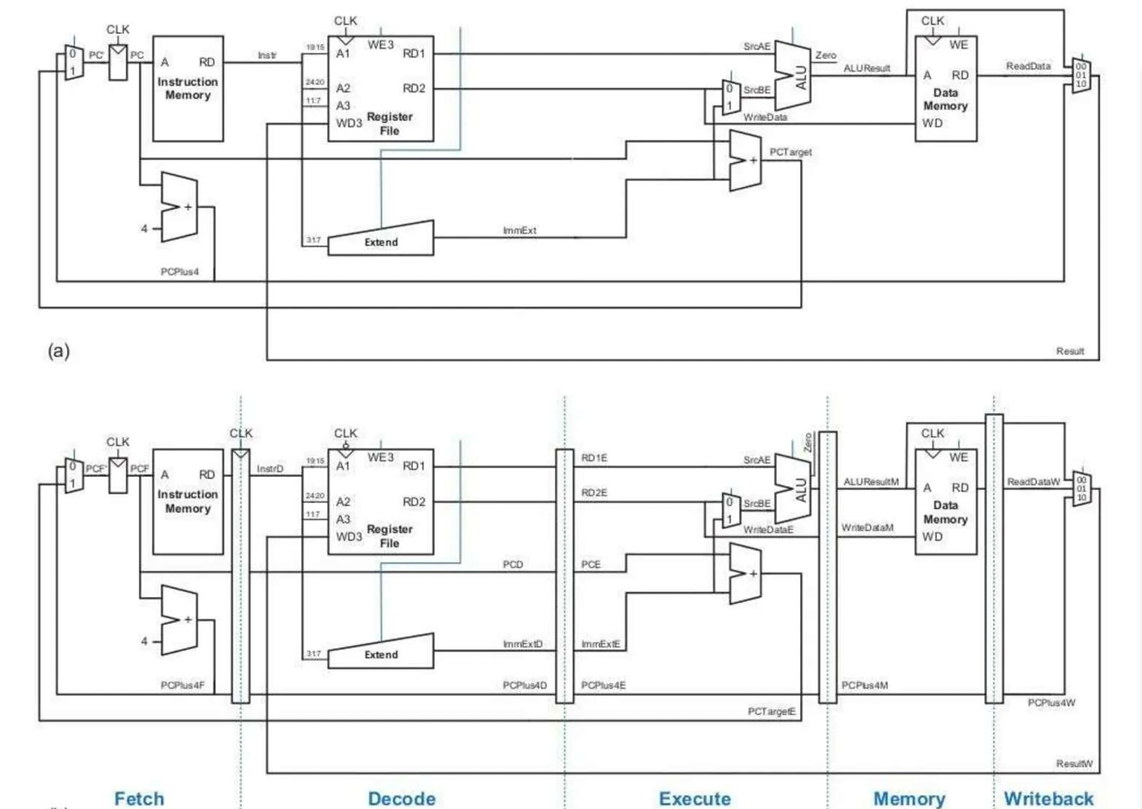 CLK
CLK
CLK
0
1
PC'
PC
A RD
Instruction
Memory
Instr
19:15
A1
WE3
RD1
24:20
A2
RD2
11:7
A3
WD3
Register
File
SrcAE
0
1
SrcBE
ALU
Zero
ALUResult
WE
A RD
Data
Memory
WD
ReadData
00
01
10
WriteData
+
PCTarget
+
4
31:7
Extend
ImmExt
PCPlus4
(a)
Result
CLK
CLK
CLK
CLK
0
1
PCF'
PCF
A RD
Instruction
Memory
InstrD
19:15
A1
WE3
RD1
24:20
A2
RD2
11:7
A3
WD3
Register
File
RD1E
RD2E
SrcAE
0
1
SrcBE
ALU
Zero
ALUResultM
WE
A RD
Data
Memory
WD
ReadDataW
00
01
10
WriteDataE
WriteDataM
PCD
PCE
+
+
4
31:7
Extend
ImmExtD
ImmExtE
PCPlus4F
PCPlus4D
PCPlus4E
PCPlus4M
PCPlus4W
PCTargetE
ResultW
Fetch Decode Execute Memory Writeback